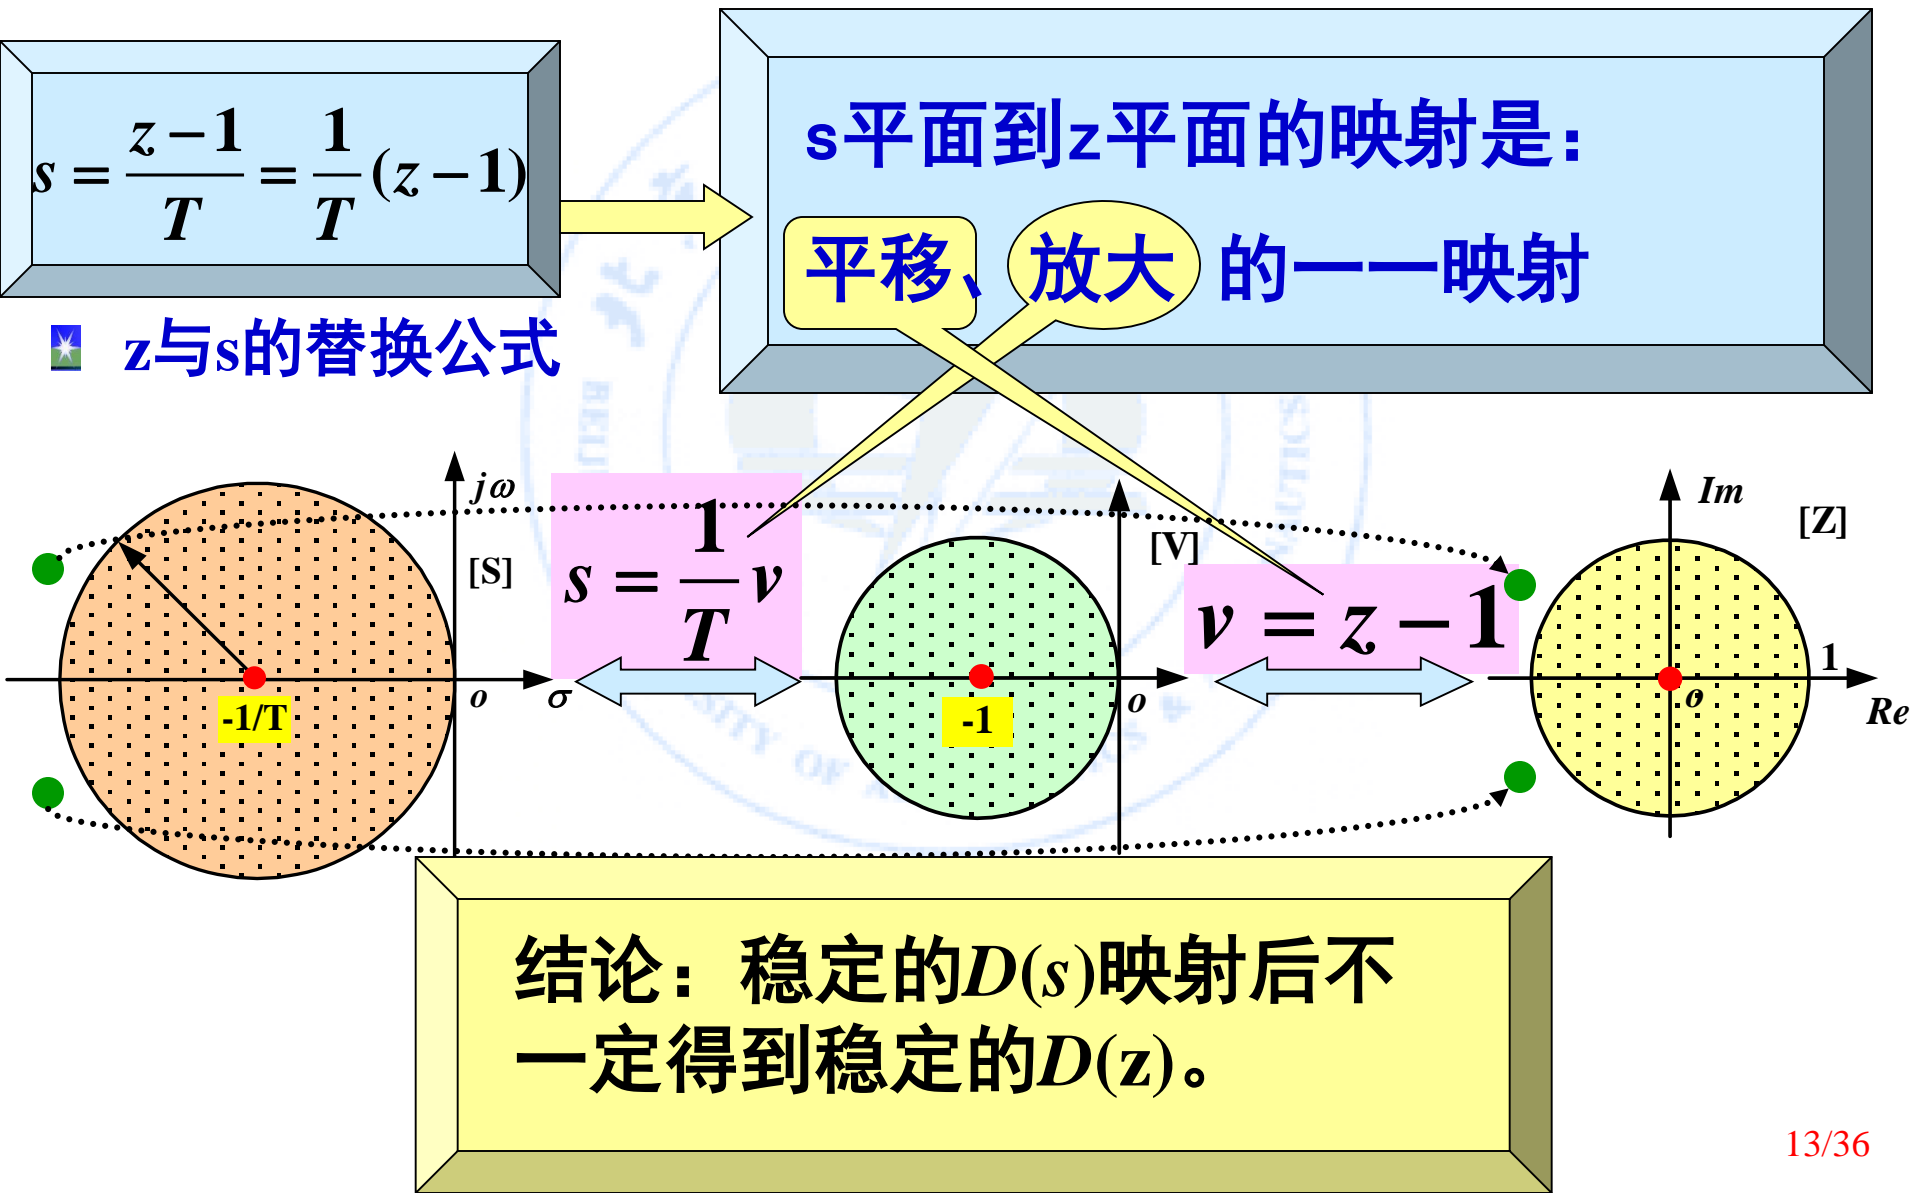 s = \frac{z-1}{T} = \frac{1}{T}(z-1)
s平面到z平面的映射是：
平移、放大 的一一映射
z与s的替换公式
jω
[S]
s = \frac{1}{T} v
[V]
v = z-1
Im
[Z]
-1/T
o
σ
-1
o
o
1
Re
结论：稳定的D(s)映射后不
一定得到稳定的D(z)。
13/36